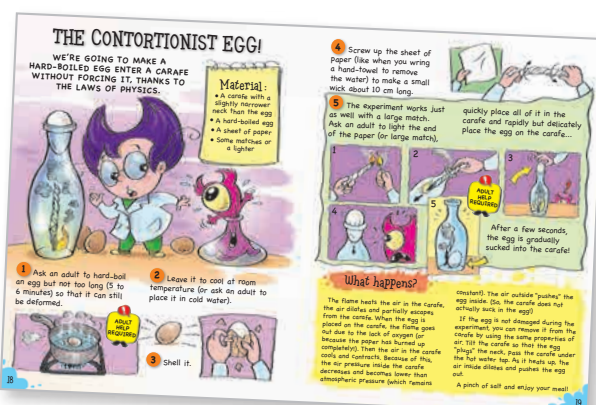 THE CONTORTIONIST EGG!
WE'RE GOING TO MAKE A
HARD-BOILED EGG ENTER A CARAFE
WITHOUT FORCING IT, THANKS TO
THE LAWS OF PHYSICS.
Material :
• A carafe with a
slightly narrower
neck than the egg
• A hard-boiled egg
• A sheet of paper
• Some matches or
a lighter
1 Ask an adult to hard-boil
an egg but not too long (5 to
6 minutes) so that it can still
be deformed.
ADULT
HELP
REQUIRED
2 Leave it to cool at room
temperature (or ask an adult to
place it in cold water).
3 Shell it.
18
4 Screw up the sheet of
paper (like when you wring
a hand-towel to remove
the water) to make a small
wick about 10 cm long.
5 The experiment works just
as well with a large match.
Ask an adult to light the end
of the paper (or large match),
quickly place all of it in the
carafe and rapidly but delicately
place the egg on the carafe...
1
2
3
ADULT
HELP
REQUIRED
4
5
After a few seconds,
the egg is gradually
sucked into the carafe!
What happens?
The flame heats the air in the carafe,
the air dilates and partially escapes
from the carafe. When the egg is
placed on the carafe, the flame goes
out due to the lack of oxygen (or
because the paper has burned up
completely). Then the air in the carafe
cools and contracts. Because of this,
the air pressure inside the carafe
decreases and becomes lower than
atmospheric pressure (which remains
constant). The air outside "pushes" the
egg inside. (So, the carafe does not
actually suck in the egg!)
If the egg is not damaged during the
experiment, you can remove it from the
carafe by using the same properties of
air. Tilt the carafe so that the egg
"plugs" the neck. Pass the carafe under
the hot water tap. As it heats up, the
air inside dilates and pushes the egg
out.
A pinch of salt and enjoy your meal!
19